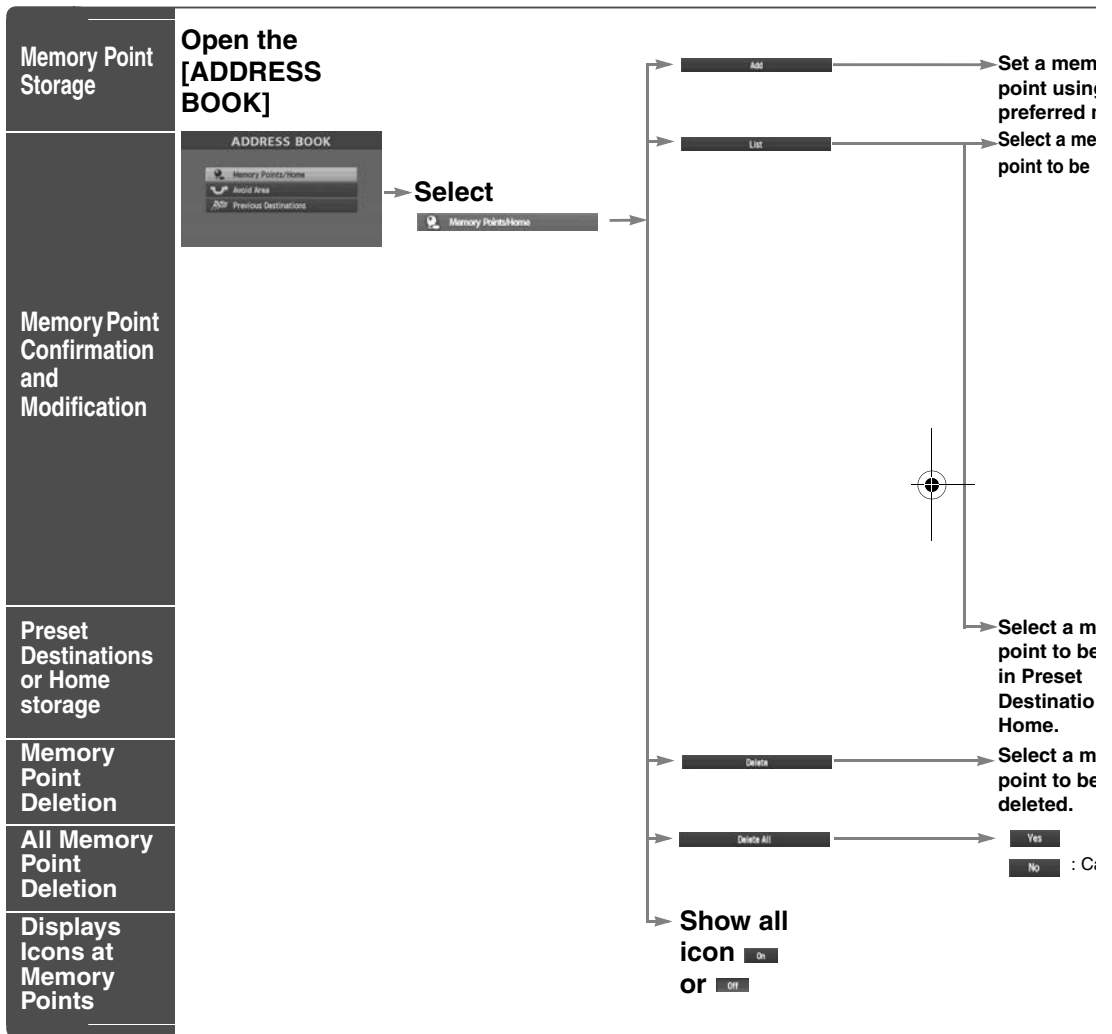 Memory Point
Storage
Open the
[ADDRESS
BOOK]
ADDRESS BOOK
Memory Points/Home
Avoid Area
Previous Destinations
Select
Memory Points/Home
Add
Set a mem
point using
preferred
List
Select a me
point to be
Memory Point
Confirmation
and
Modification
Preset
Destinations
or Home
storage
Select a m
point to be
in Preset
Destinatio
Home.
Memory
Point
Deletion
Delete
Select a m
point to be
deleted.
All Memory
Point
Deletion
Delete All
Yes
No : Ca
Displays
Icons at
Memory
Points
Show all
icon On
or Off